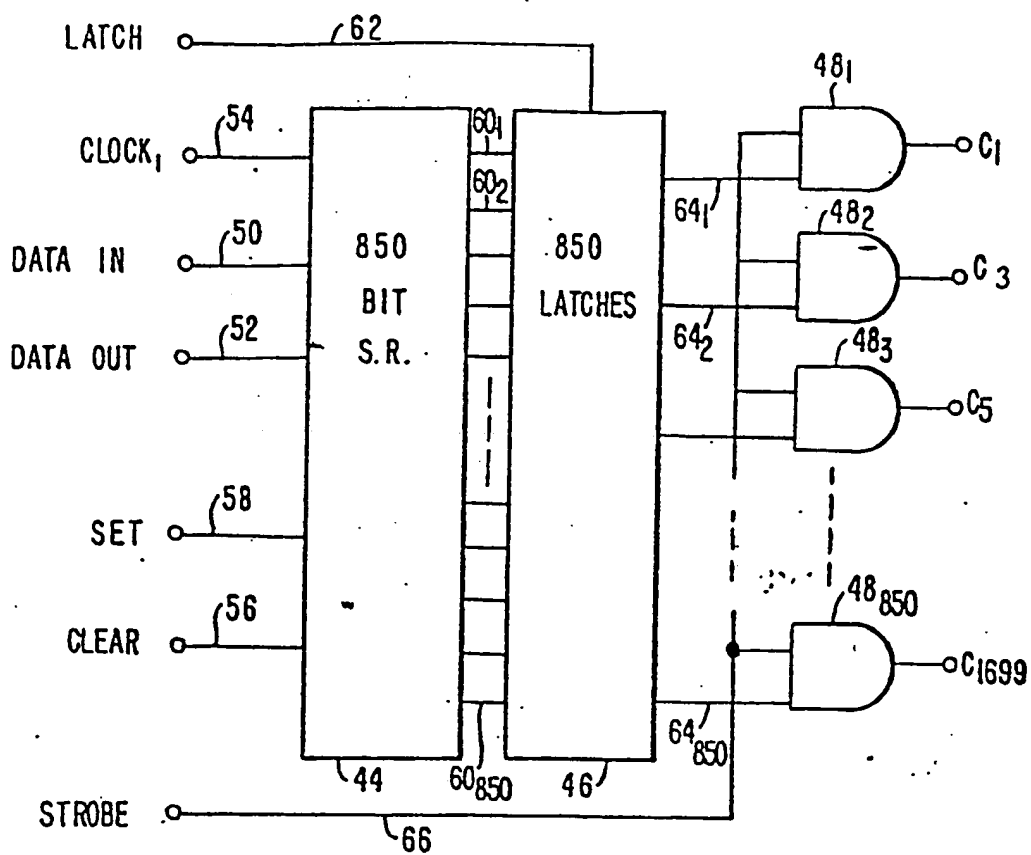 LATCH
62
48₁
54
60₁
CLOCK₁
C₁
60₂
64₁
50
850
850
48₂
DATA IN
BIT
LATCHES
C₃
52
S.R.
64₂
DATA OUT
48₃
C₅
58
SET
56
48₈₅₀
CLEAR
C₁₆₉₉
44
60₈₅₀
46
64₈₅₀
STROBE
66